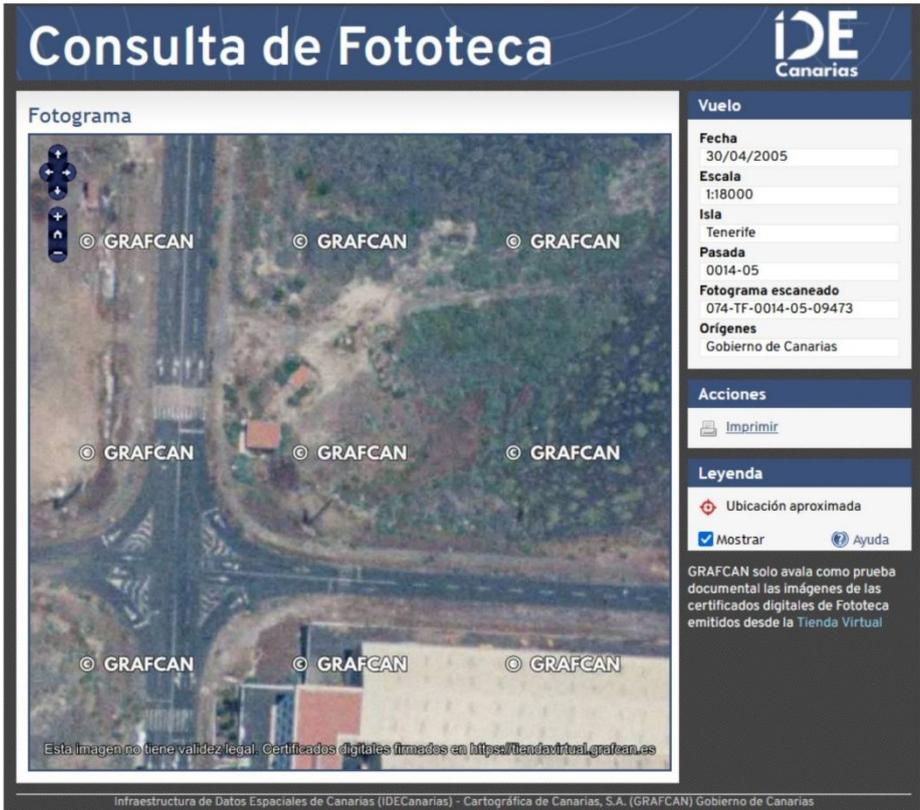 Consulta de Fototeca
IDE
Canarias
Fotograma
© GRAFCAN © GRAFCAN © GRAFCAN
© GRAFCAN © GRAFCAN © GRAFCAN
© GRAFCAN © GRAFCAN © GRAFCAN
Esta imagen no tiene validez legal. Certificados digitales firmados en https://tiendavirtual.grafcan.es
Vuelo
Fecha
30/04/2005
Escala
1:18000
Isla
Tenerife
Pasada
0014-05
Fotograma escaneado
074-TF-0014-05-09473
Orígenes
Gobierno de Canarias
Acciones
Imprimir
Leyenda
Ubicación aproximada
Mostrar
Ayuda
GRAFCAN solo avala como prueba
documental las imágenes de las
certificados digitales de Fototeca
emitidos desde la Tienda Virtual
Infraestructura de Datos Espaciales de Canarias (IDECanarias) - Cartográfica de Canarias, S.A. (GRAFCAN) Gobierno de Canarias